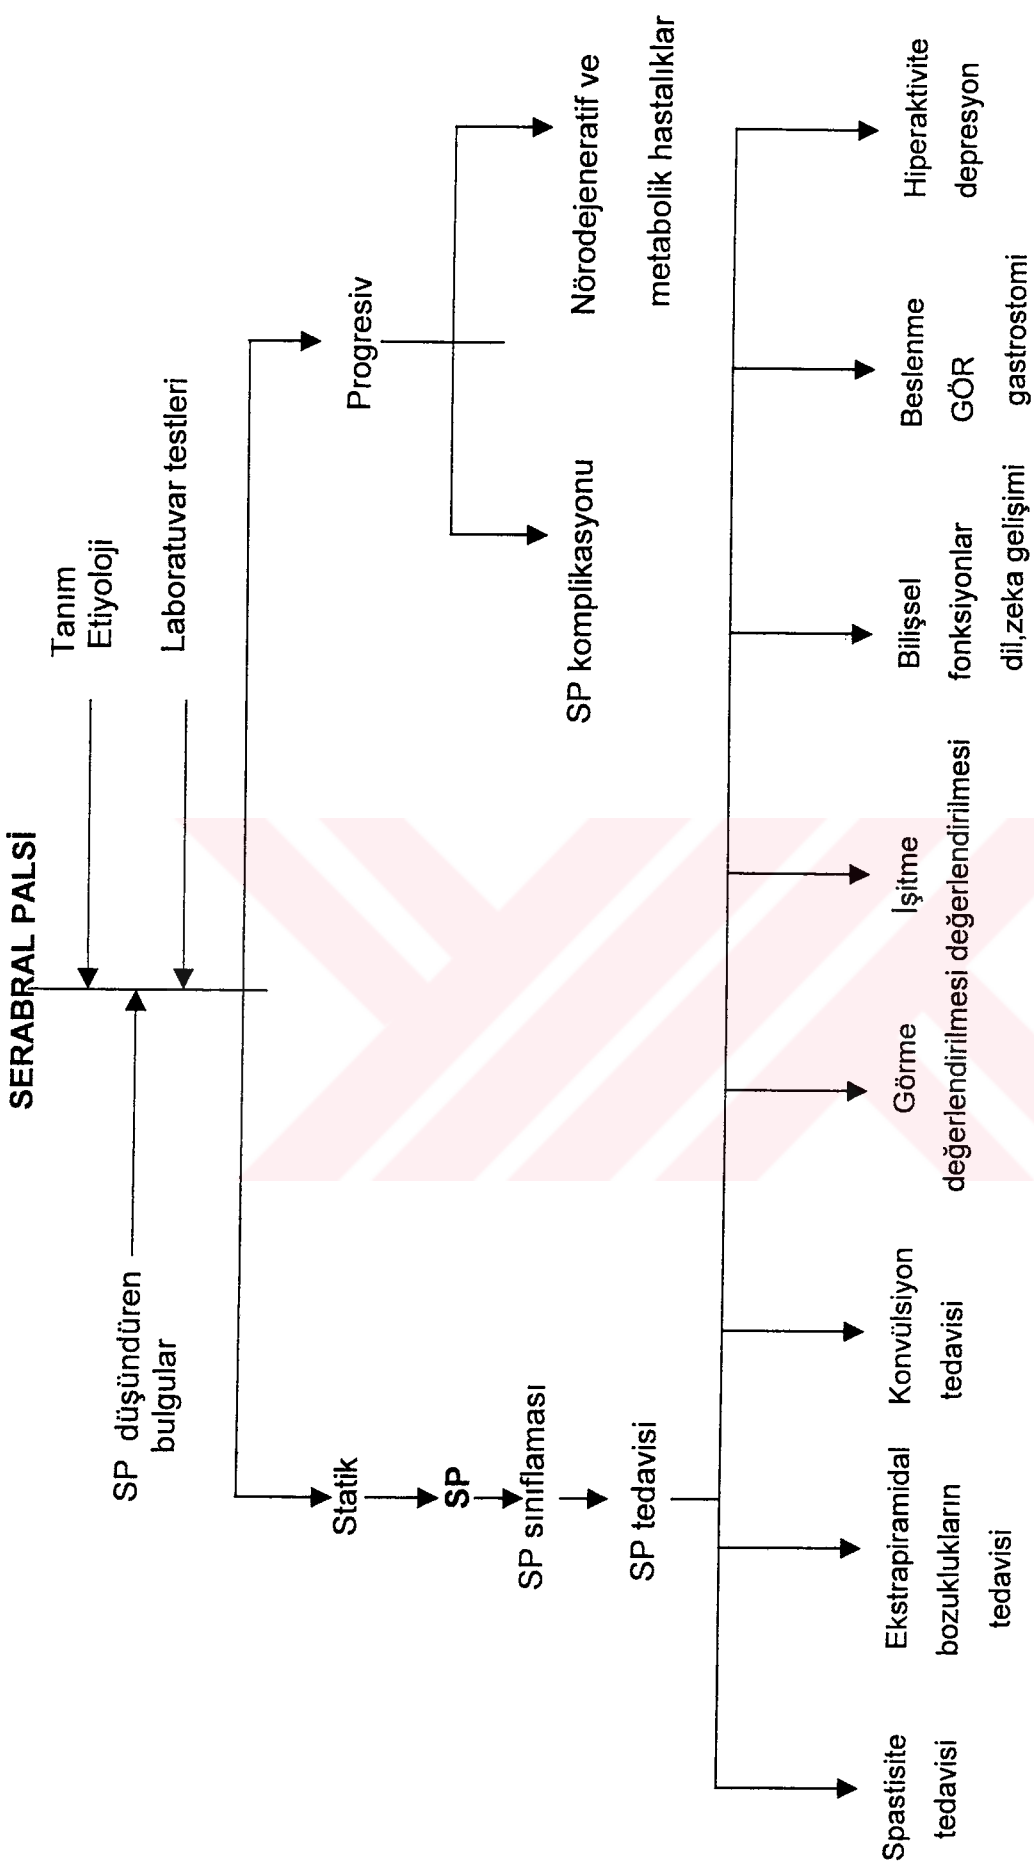 SERABRAL PALSİ
Tanım
Etiyoloji
SP düşündüren
bulgular
Laboratuvar testleri
Statik
SP
SP sınıflaması
SP tedavisi
Progresiv
SP komplikasyonu
Nörodejeneratif ve
metabolik hastalıklar
Spastisite
tedavisi
Ekstrapiramidal
bozuklukların
tedavisi
Konvülsiyon
tedavisi
Görme
değerlendirilmesi
İşitme
değerlendirilmesi
Bilişsel
fonksiyonlar
dil,zeka gelişimi
Beslenme
GÖR
gastrostomi
Hiperaktivite
depresyon